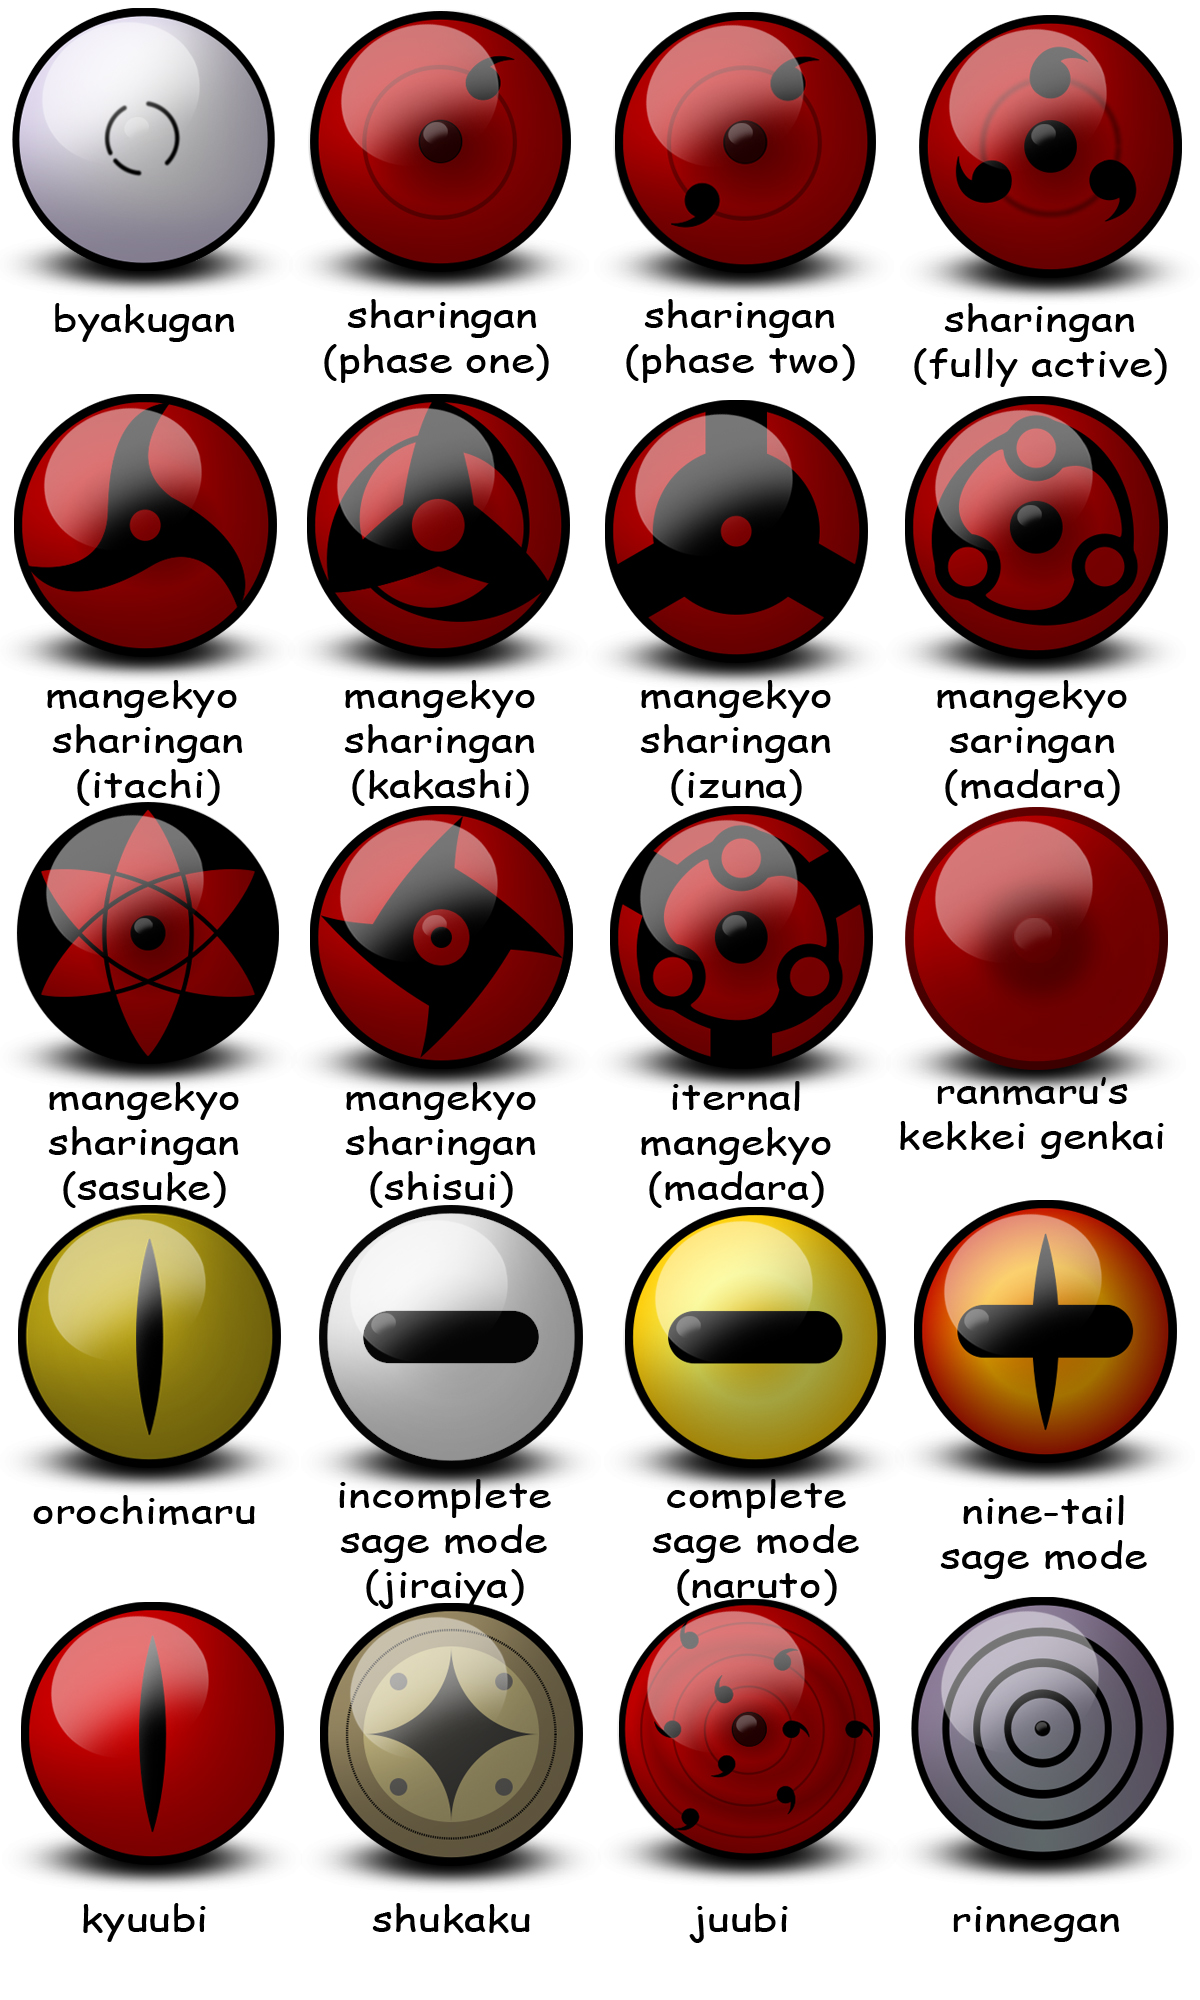 byakugan
sharingan
(phase one)
sharingan
(phase two)
sharingan
(fully active)
mangekyo
sharingan
(itachi)
mangekyo
sharingan
(kakashi)
mangekyo
sharingan
(izuna)
mangekyo
saringan
(madara)
mangekyo
sharingan
(sasuke)
mangekyo
sharingan
(shisui)
iternal
mangekyo
(madara)
ranmaru's
kekkei genkai
orochimaru
incomplete
sage mode
(jiraiya)
complete
sage mode
(naruto)
nine-tail
sage mode
kyuubi
shukaku
juubi
rinnegan